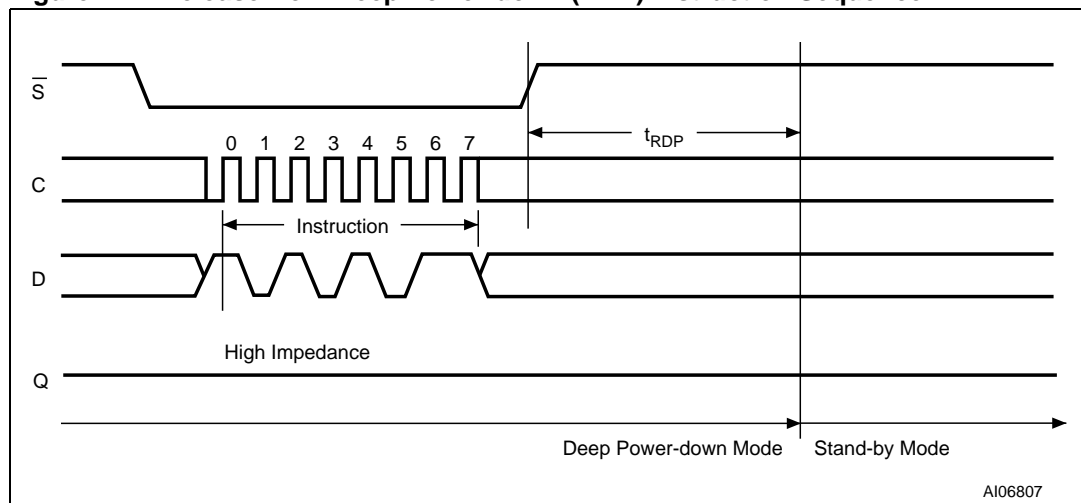 S
t_RDP
0 1 2 3 4 5 6 7
C
Instruction
D
High Impedance
Q
Deep Power-down Mode Stand-by Mode
AI06807